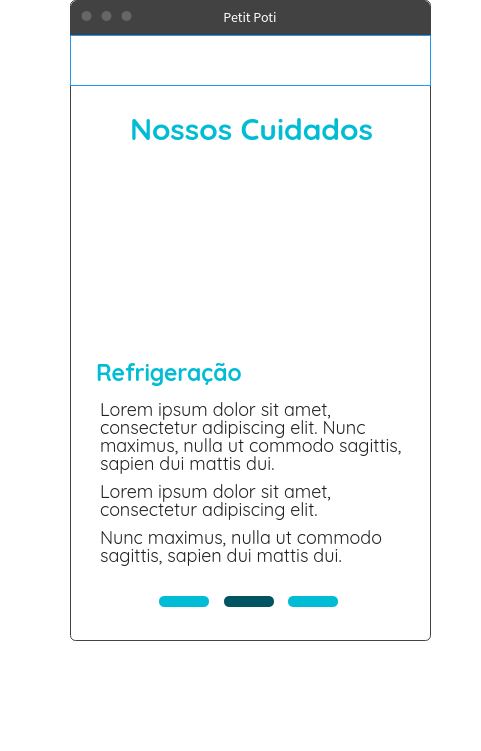 Petit Poti
Nossos Cuidados
Refrigeração
Lorem ipsum dolor sit amet,
consectetur adipiscing elit. Nunc
maximus, nulla ut commodo sagittis,
sapien dui mattis dui.
Lorem ipsum dolor sit amet,
consectetur adipiscing elit.
Nunc maximus, nulla ut commodo
sagittis, sapien dui mattis dui.